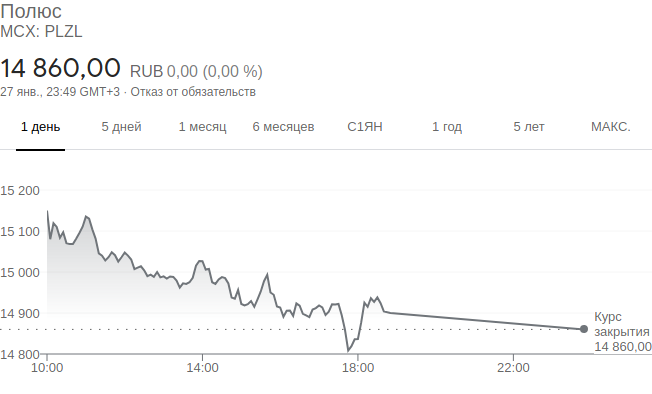 Полюс
MCX: PLZL
14 860,00 RUB 0,00 (0,00 %)
27 янв., 23:49 GMT+3 · Отказ от обязательств
1 день 5 дней 1 месяц 6 месяцев С1ЯН 1 год 5 лет МАКС.
15 200
15 100
15 000
14 900
Курс
закрытия
14 860,00
14 800
10:00 14:00 18:00 22:00